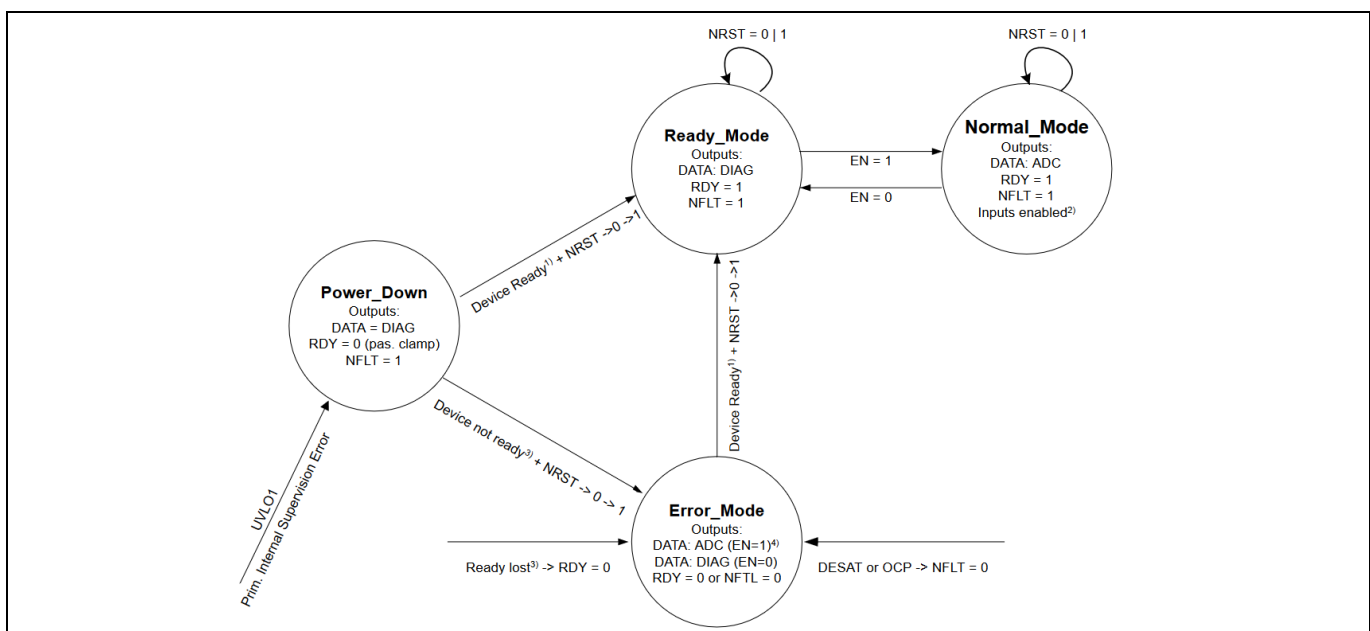 NRST = 0 | 1
NRST = 0 | 1
Ready_Mode
Outputs:
DATA: DIAG
RDY = 1
NFLT = 1
EN = 1
EN = 0
Normal_Mode
Outputs:
DATA: ADC
RDY = 1
NFLT = 1
Inputs enabled²⁾
Device Ready¹⁾ + NRST ->0 ->1
Power_Down
Outputs:
DATA = DIAG
RDY = 0 (pas. clamp)
NFLT = 1
Device Ready¹⁾ + NRST ->0 ->1
Device not ready³⁾ + NRST -> 0 -> 1
UVLO1
Prim. Internal Supervision Error
Error_Mode
Outputs:
DATA: ADC (EN=1)⁴⁾
DATA: DIAG (EN=0)
RDY = 0 or NFTL = 0
Ready lost³⁾ -> RDY = 0
DESAT or OCP -> NFLT = 0